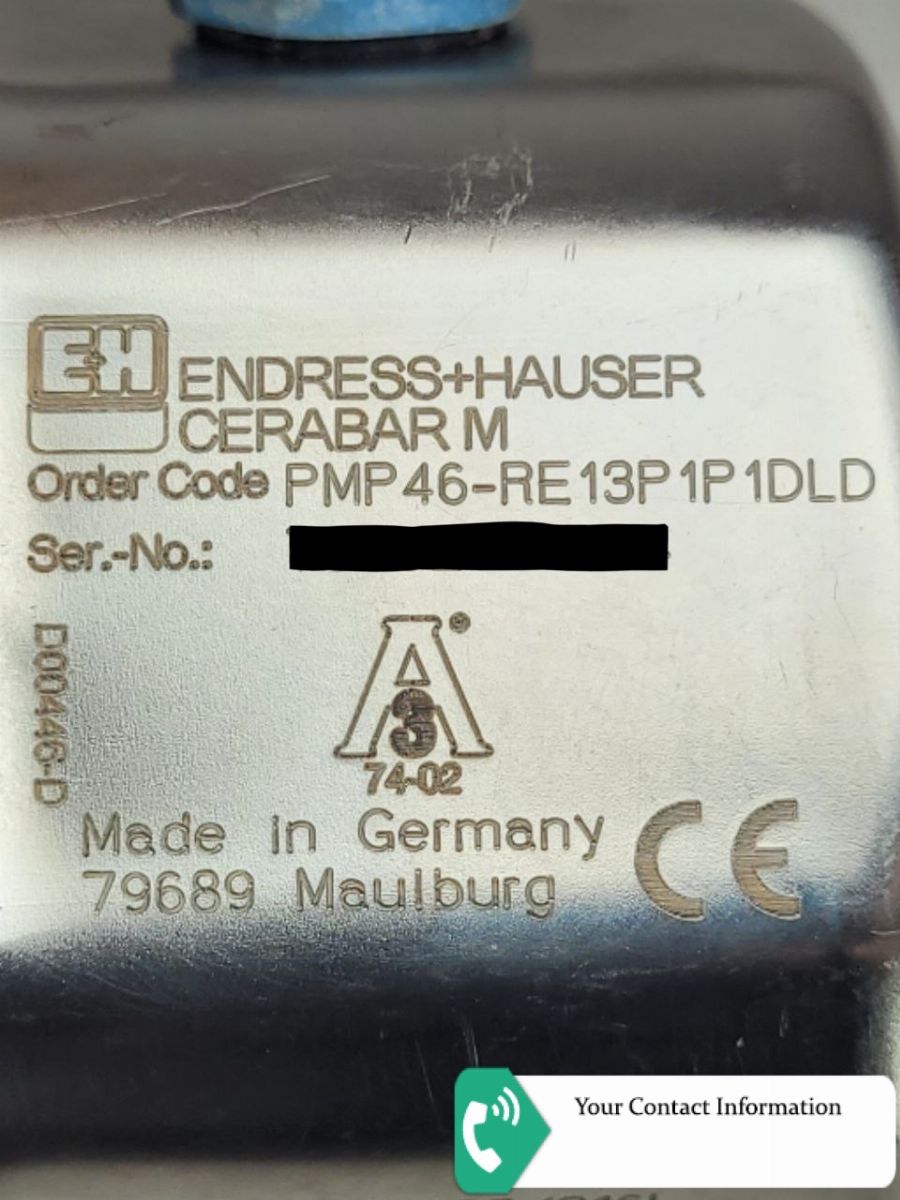 E+H ENDRESS+HAUSER
CERABAR M
Order Code PMP46-RE13P1P1DLD
Ser.-No.:
D00446-D
A
3
74-02
Made in Germany
79689 Maulburg
CE
Your Contact Information